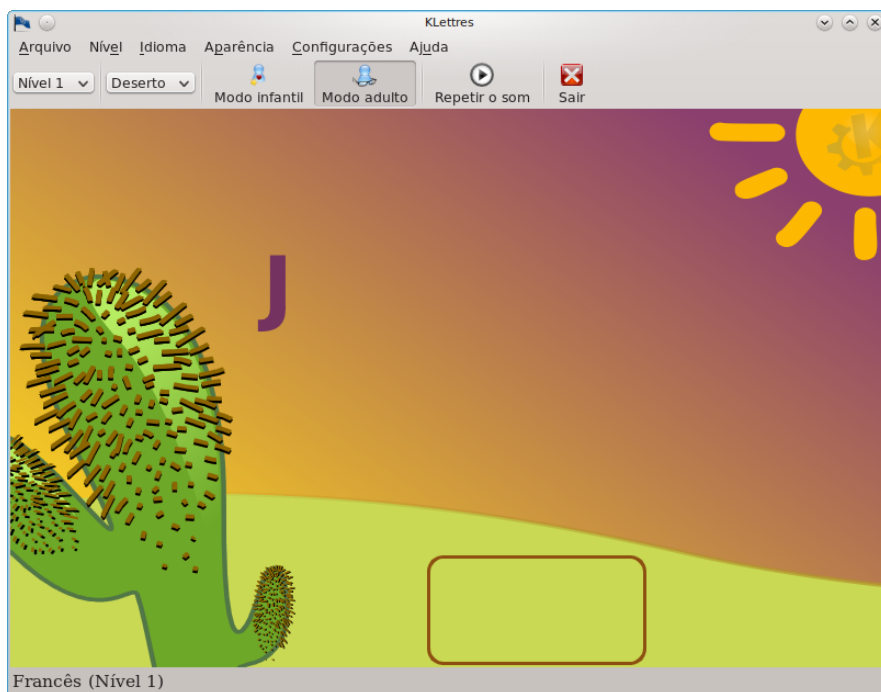 KLettres
Arquivo Nível Idioma Aparência Configurações Ajuda
Nível 1 Deserto Modo infantil Modo adulto Repetir o som Sair
K
J
Francês (Nível 1)